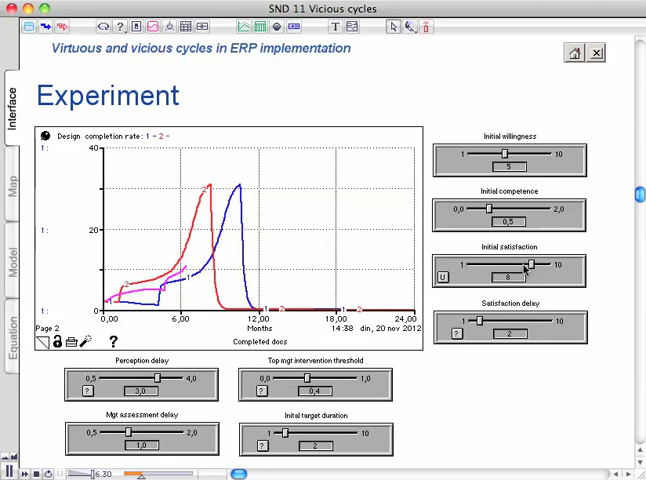 SND 11 Vicious cycles
Virtuous and vicious cycles in ERP implementation
Interface
Map
Model
Equation
Experiment
Design completion rate: 1 - 2 -
1: 40
1: 20
1: 0
0,00 6,00 12,00 18,00 24,00
Page 2 Months 14:38 din, 20 nov 2012
Completed docs
?
Initial willingness
1 10
5
Initial competence
0,0 2,0
0,5
Initial satisfaction
1 10
U 8
Satisfaction delay
1 10
? 2
Perception delay
0,5 4,0
? 3,0
Top mgt intervention threshold
0,0 1,0
? 0,4
Mgt assessment delay
0,5 2,0
1,0
Inital target duration
1 10
? 2
6.30